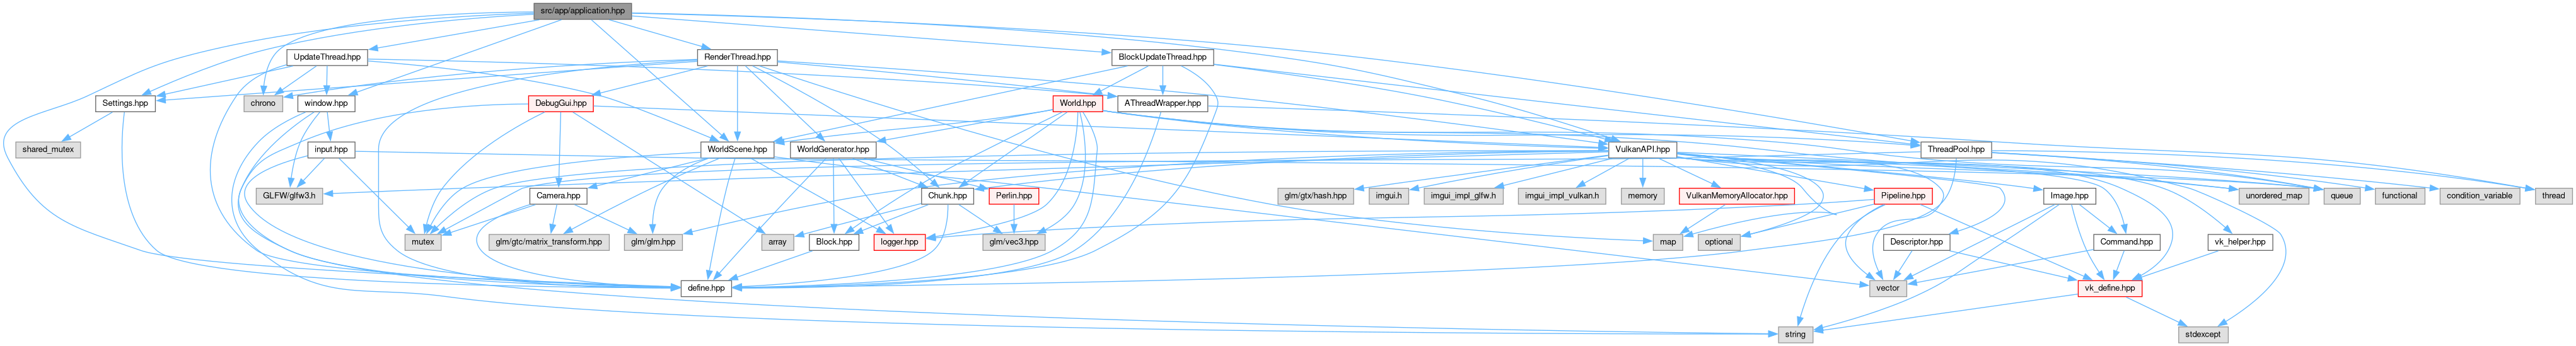 src/app/application.hpp
UpdateThread.hpp
RenderThread.hpp
BlockUpdateThread.hpp
Settings.hpp
chrono
window.hpp
DebugGui.hpp
World.hpp
AThreadWrapper.hpp
shared_mutex
input.hpp
WorldScene.hpp
WorldGenerator.hpp
VulkanAPI.hpp
ThreadPool.hpp
GLFW/glfw3.h
Camera.hpp
Chunk.hpp
Perlin.hpp
glm/gtx/hash.hpp
imgui.h
imgui_impl_glfw.h
imgui_impl_vulkan.h
memory
VulkanMemoryAllocator.hpp
Pipeline.hpp
Image.hpp
unordered_map
queue
functional
condition_variable
thread
mutex
glm/gtc/matrix_transform.hpp
glm/glm.hpp
array
Block.hpp
logger.hpp
glm/vec3.hpp
map
optional
Descriptor.hpp
Command.hpp
vk_helper.hpp
define.hpp
vector
vk_define.hpp
string
stdexcept